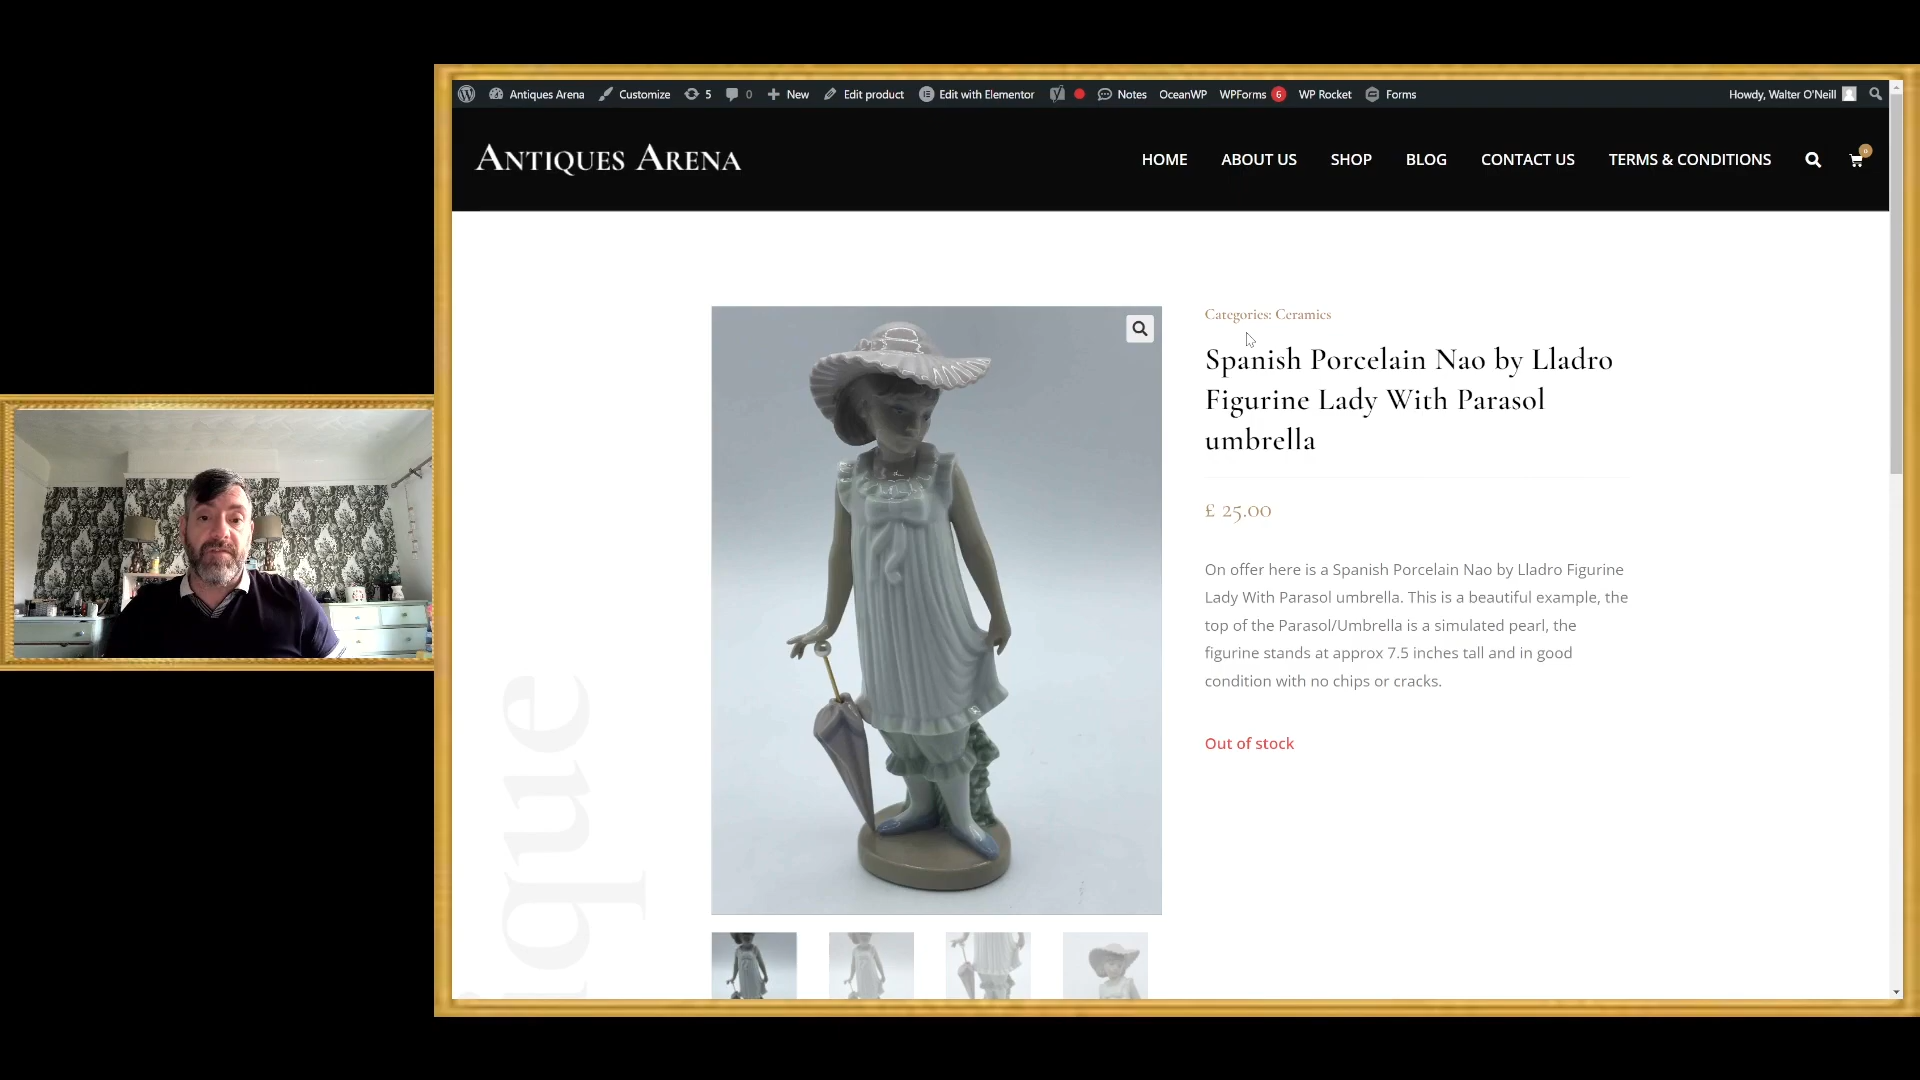 Antiques Arena
Customize
5
0
New
Edit product
Edit with Elementor
Notes
OceanWP
WPForms 6
WP Rocket
Forms
Howdy, Walter O'Neill
ANTIQUES ARENA
HOME
ABOUT US
SHOP
BLOG
CONTACT US
TERMS & CONDITIONS
0
Categories: Ceramics
Spanish Porcelain Nao by Lladro
Figurine Lady With Parasol
umbrella
£ 25.00
On offer here is a Spanish Porcelain Nao by Lladro Figurine
Lady With Parasol umbrella. This is a beautiful example, the
top of the Parasol/Umbrella is a simulated pearl, the
figurine stands at approx 7.5 inches tall and in good
condition with no chips or cracks.
Out of stock
ique